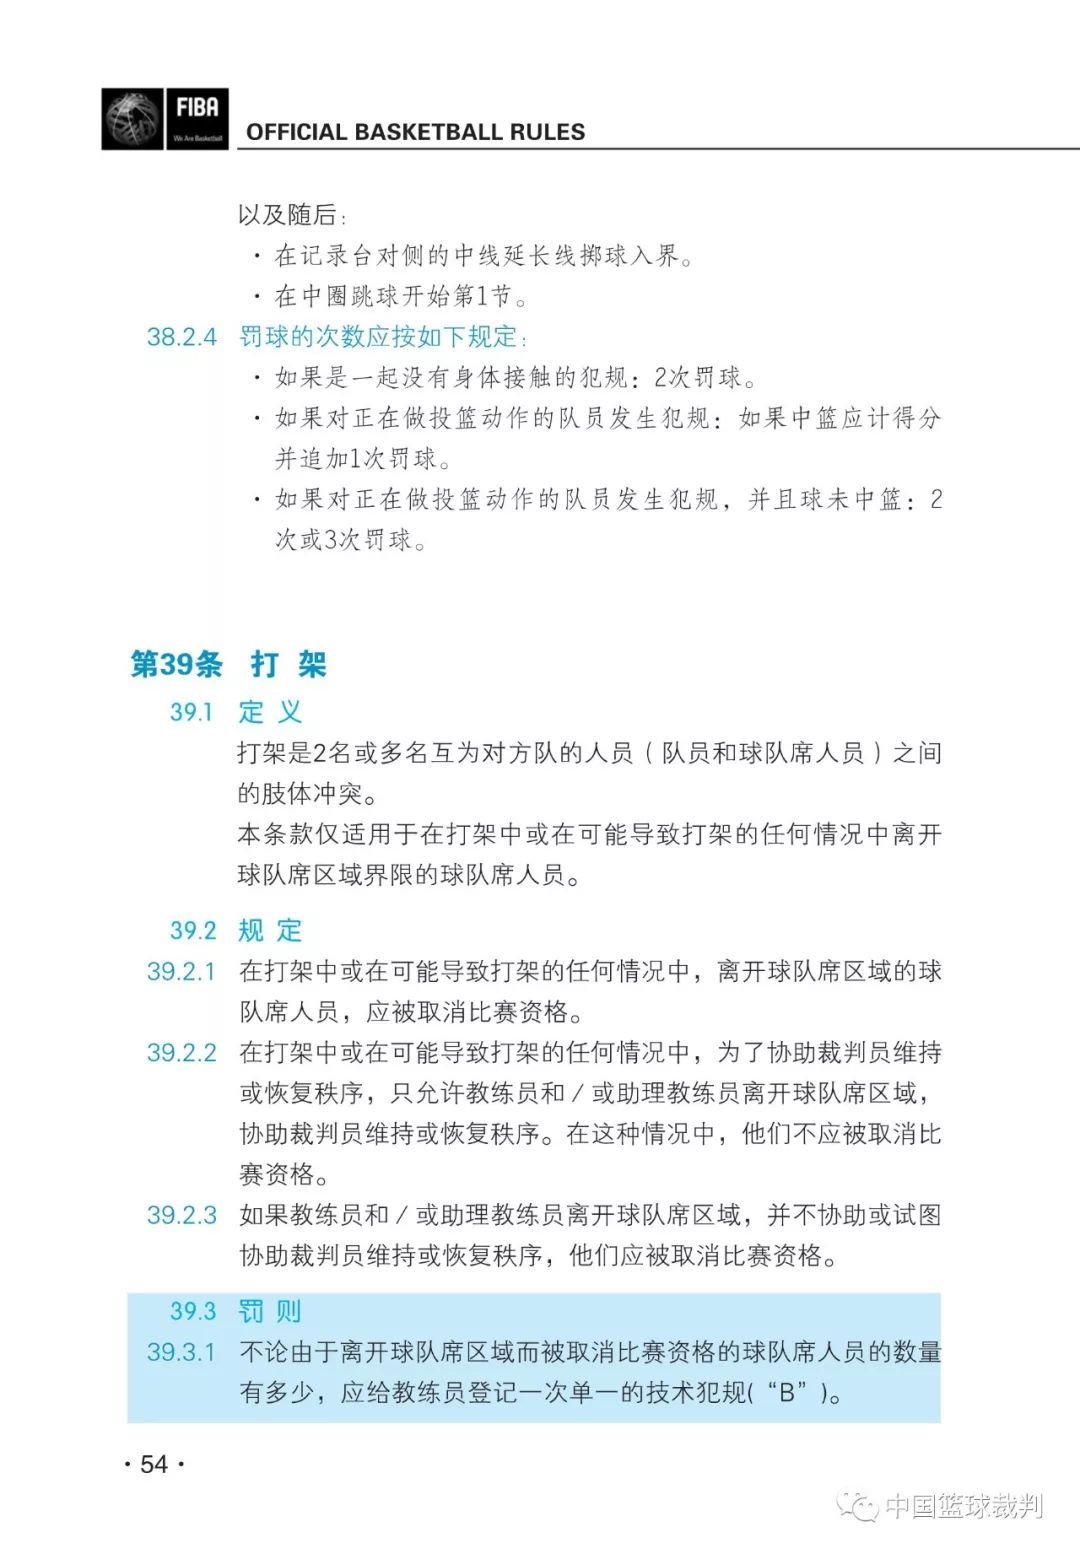 FIBA
We Are Basketball
OFFICIAL BASKETBALL RULES
以及随后：
·在记录台对侧的中线延长线掷球入界。
·在中圈跳球开始第1节。
38.2.4 罚球的次数应按如下规定：
·如果是一起没有身体接触的犯规：2次罚球。
·如果对正在做投篮动作的队员发生犯规：如果中篮应计得分
并追加1次罚球。
·如果对正在做投篮动作的队员发生犯规，并且球未中篮：2
次或3次罚球。
第39条 打 架
39.1 定 义
打架是2名或多名互为对方队的人员（队员和球队席人员）之间
的肢体冲突。
本条款仅适用于在打架中或在可能导致打架的任何情况中离开
球队席区域界限的球队席人员。
39.2 规 定
39.2.1 在打架中或在可能导致打架的任何情况中，离开球队席区域的球
队席人员，应被取消比赛资格。
39.2.2 在打架中或在可能导致打架的任何情况中，为了协助裁判员维持
或恢复秩序，只允许教练员和/或助理教练员离开球队席区域，
协助裁判员维持或恢复秩序。在这种情况中，他们不应被取消比
赛资格。
39.2.3 如果教练员和/或助理教练员离开球队席区域，并不协助或试图
协助裁判员维持或恢复秩序，他们应被取消比赛资格。
39.3 罚 则
39.3.1 不论由于离开球队席区域而被取消比赛资格的球队席人员的数量
有多少，应给教练员登记一次单一的技术犯规(“B”)。
·54·
中国篮球裁判